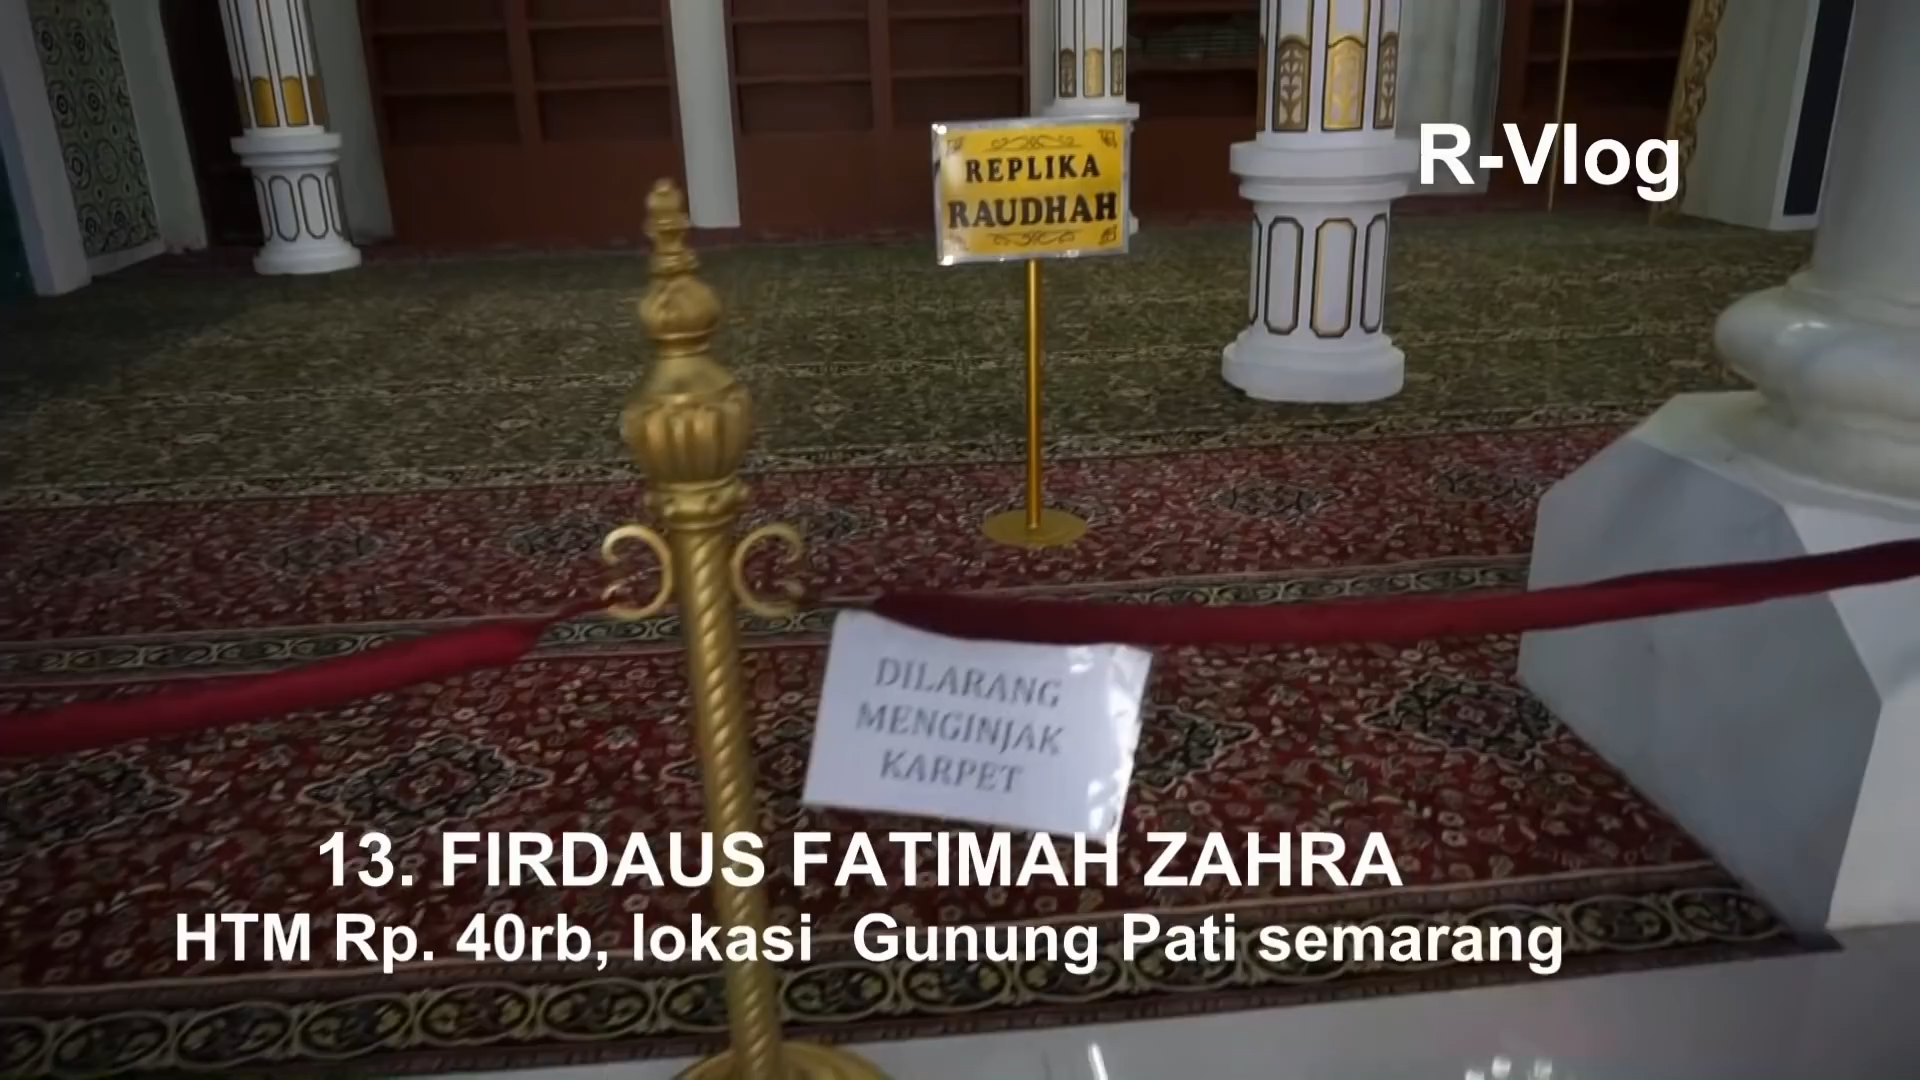 R-Vlog
REPLIKA
RAUDHAH
DILARANG
MENGINJAK
KARPET
13. FIRDAUS FATIMAH ZAHRA
HTM Rp. 40rb, lokasi  Gunung Pati semarang